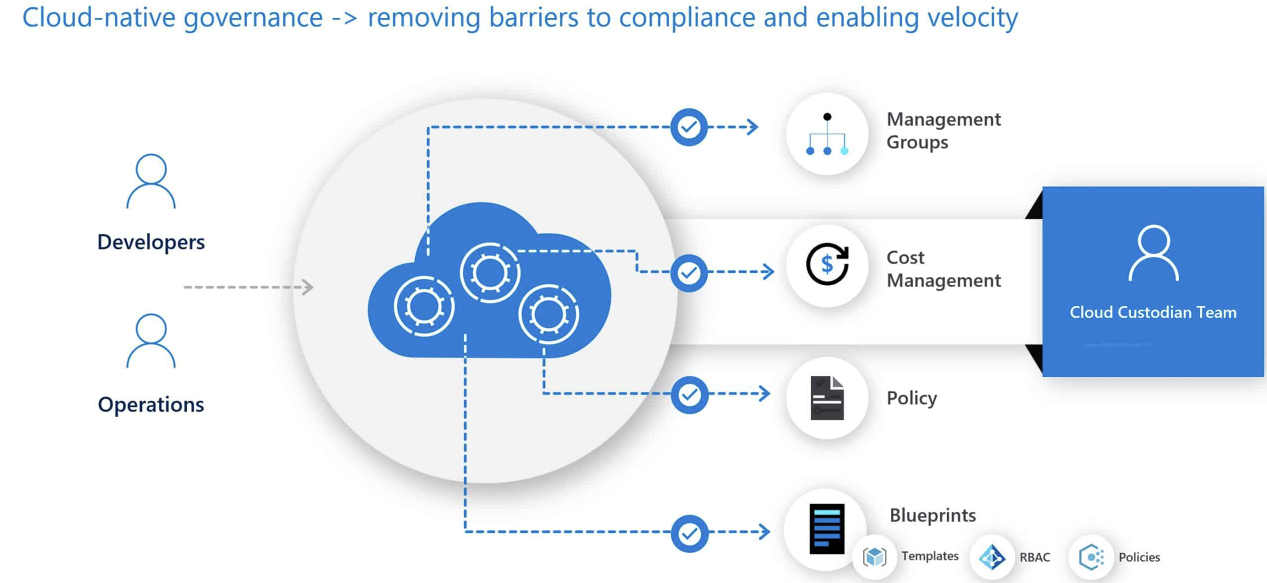 Cloud-native governance -> removing barriers to compliance and enabling velocity
Developers
Operations
Management
Groups
Cost
Management
$
Cloud Custodian Team
Policy
Blueprints
Templates
RBAC
Policies